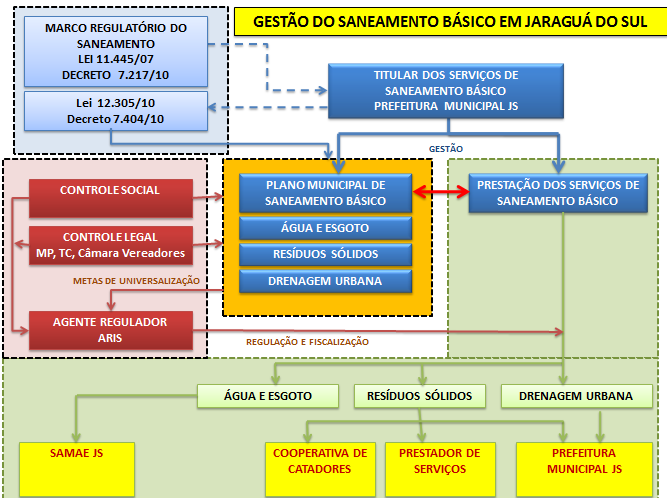 GESTÃO DO SANEAMENTO BÁSICO EM JARAGUÁ DO SUL
MARCO REGULATÓRIO DO
SANEAMENTO
LEI 11.445/07
DECRETO 7.217/10
Lei 12.305/10
Decreto 7.404/10
TITULAR DOS SERVIÇOS DE
SANEAMENTO BÁSICO
PREFEITURA MUNICIPAL JS
GESTÃO
CONTROLE SOCIAL
CONTROLE LEGAL
MP, TC, Câmara Vereadores
METAS DE UNIVERSALIZAÇÃO
AGENTE REGULADOR
ARIS
PLANO MUNICIPAL DE
SANEAMENTO BÁSICO
ÁGUA E ESGOTO
RESÍDUOS SÓLIDOS
DRENAGEM URBANA
PRESTAÇÃO DOS SERVIÇOS DE
SANEAMENTO BÁSICO
REGULAÇÃO E FISCALIZAÇÃO
ÁGUA E ESGOTO
RESÍDUOS SÓLIDOS
DRENAGEM URBANA
SAMAE JS
COOPERATIVA DE
CATADORES
PRESTADOR DE
SERVIÇOS
PREFEITURA
MUNICIPAL JS